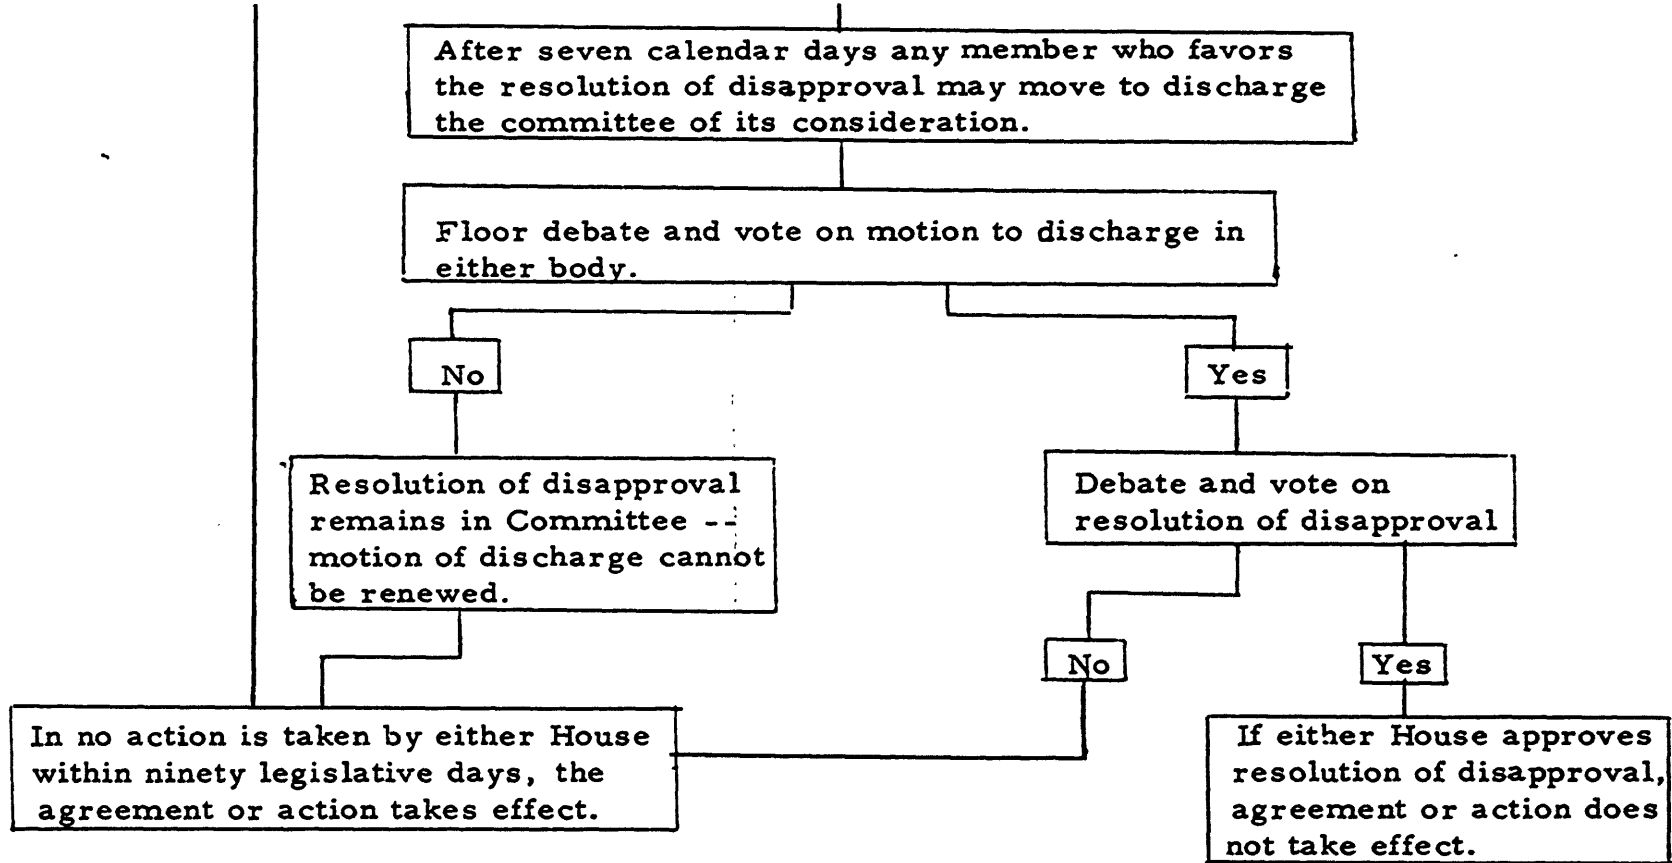 After seven calendar days any member who favors
the resolution of disapproval may move to discharge
the committee of its consideration.
Floor debate and vote on motion to discharge in
either body.
No
Yes
Resolution of disapproval
remains in Committee --
motion of discharge cannot
be renewed.
Debate and vote on
resolution of disapproval
No
Yes
In no action is taken by either House
within ninety legislative days, the
agreement or action takes effect.
If either House approves
resolution of disapproval,
agreement or action does
not take effect.